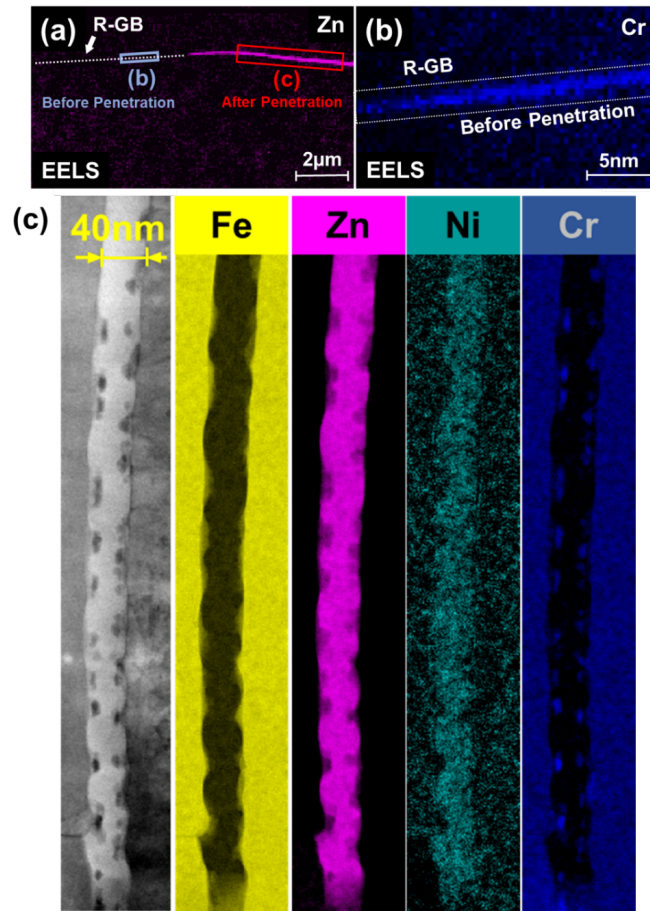 (a)
Zn
R-GB
(b)
(c)
Before Penetration
After Penetration
EELS
2μm
(b)
Cr
R-GB
Before Penetration
EELS
5nm
(c)
40nm
Fe
Zn
Ni
Cr